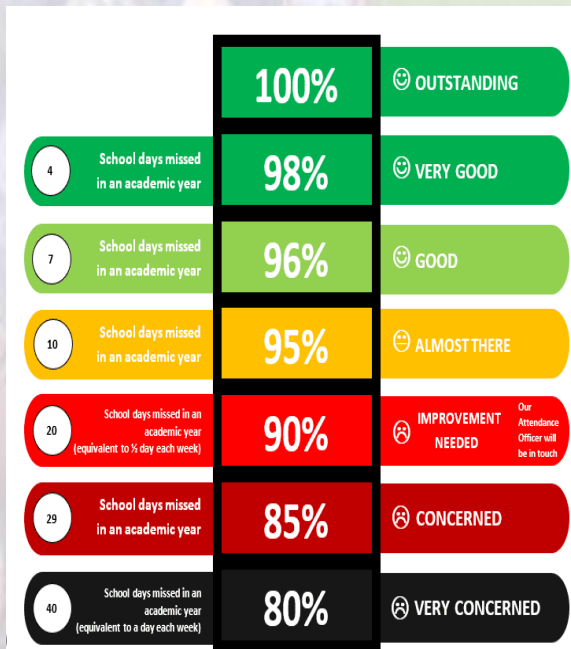 100%
OUTSTANDING
4
School days missed
in an academic year
98%
VERY GOOD
7
School days missed
in an academic year
96%
GOOD
10
School days missed
in an academic year
95%
ALMOST THERE
20
School days missed in an
academic year
(equivalent to ½ day each week)
90%
IMPROVEMENT
NEEDED
Our
Attendance
Officer will
be in touch
29
School days missed
in an academic year
85%
CONCERNED
40
School days missed in an
academic year
(equivalent to a day each week)
80%
VERY CONCERNED